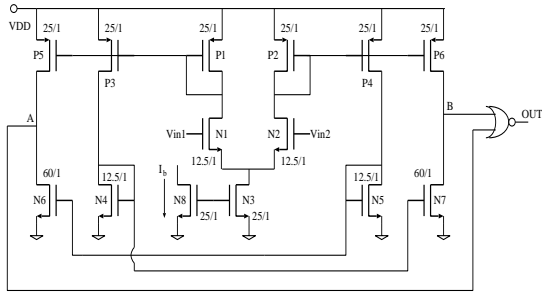 VDD
25/1 25/1 25/1 25/1 25/1 25/1
P5 P3 P1 P2 P4 P6
A B OUT
Vin1 N1 N2 Vin2
12.5/1 12.5/1
60/1 12.5/1 Ib 12.5/1 60/1
N6 N4 N8 N3 N5 N7
25/1 25/1